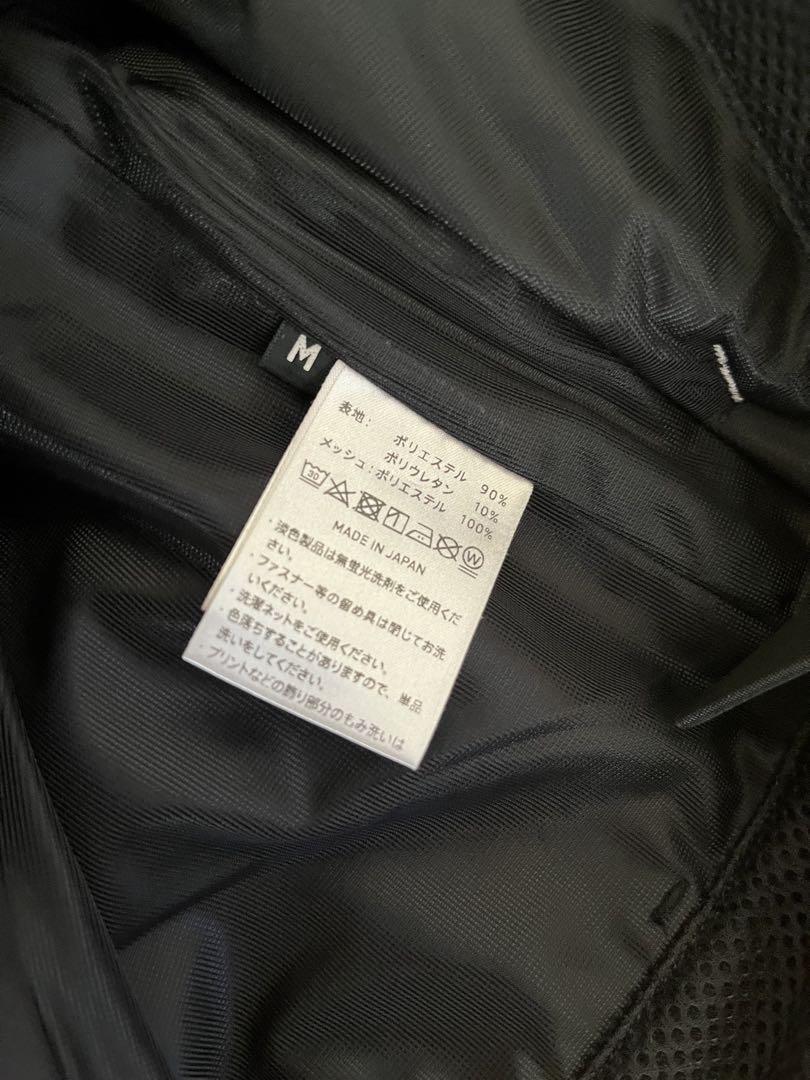 M
表地：　ポリエステル　90%
ポリウレタン　10%
メッシュ：ポリエステル　100%
30
W
MADE IN JAPAN
・淡色製品は無蛍光洗剤をご使用くだ
さい。
・ファスナー等の留め具は閉じてお洗
いください。
・洗濯ネットをご使用ください。
・色落ちすることがありますので、単品
洗いをしてください。
・プリントなどの飾り部分のもみ洗いは